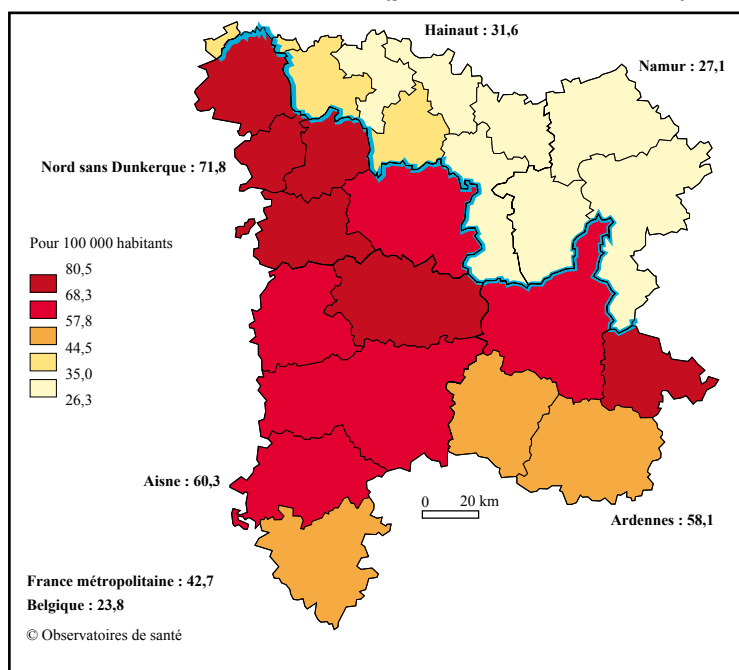 Hainaut : 31,6
Namur : 27,1
Nord sans Dunkerque : 71,8
Pour 100 000 habitants
80,5
68,3
57,8
44,5
35,0
26,3
Aisne : 60,3
0 20 km
Ardennes : 58,1
France métropolitaine : 42,7
Belgique : 23,8
© Observatoires de santé